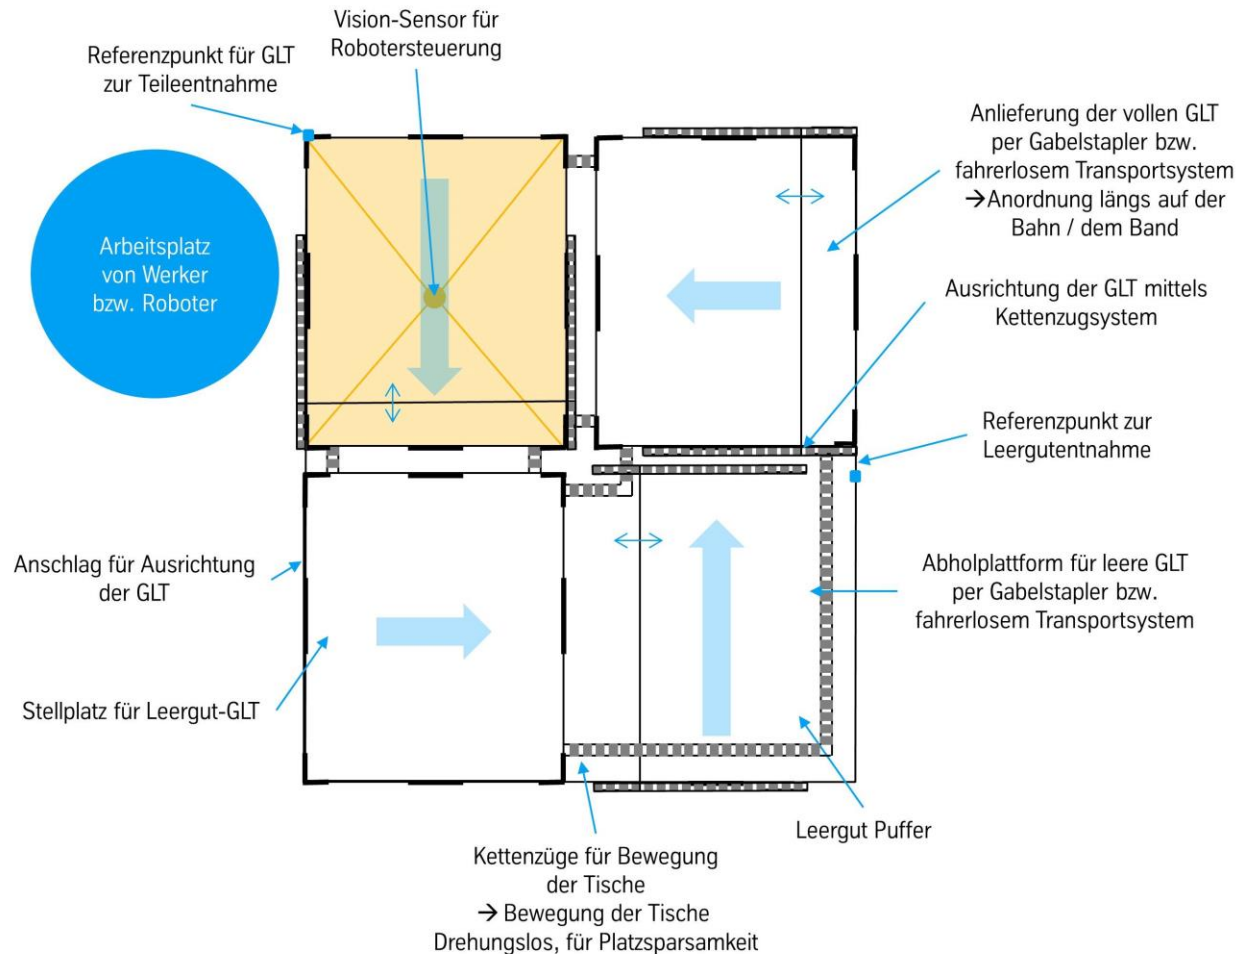 Vision-Sensor für
Robotersteuerung
Referenzpunkt für GLT
zur Teileentnahme
Anlieferung der vollen GLT
per Gabelstapler bzw.
fahrerlosem Transportsystem
→Anordnung längs auf der
Bahn / dem Band
Arbeitsplatz
von Werker
bzw. Roboter
Ausrichtung der GLT mittels
Kettenzugsystem
Referenzpunkt zur
Leergutentnahme
Anschlag für Ausrichtung
der GLT
Abholplattform für leere GLT
per Gabelstapler bzw.
fahrerlosem Transportsystem
Stellplatz für Leergut-GLT
Leergut Puffer
Kettenzüge für Bewegung
der Tische
→ Bewegung der Tische
Drehungslos, für Platzsparsamkeit